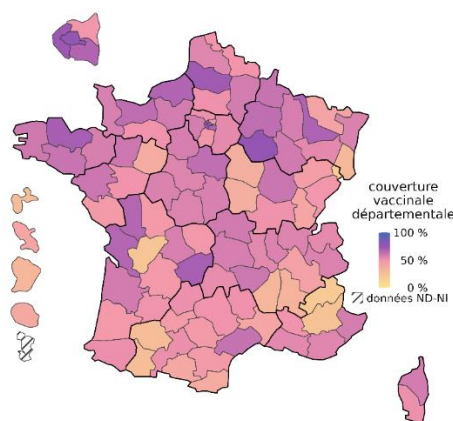 couverture
vaccinale
départementale
100 %
50 %
0 %
données ND-NI